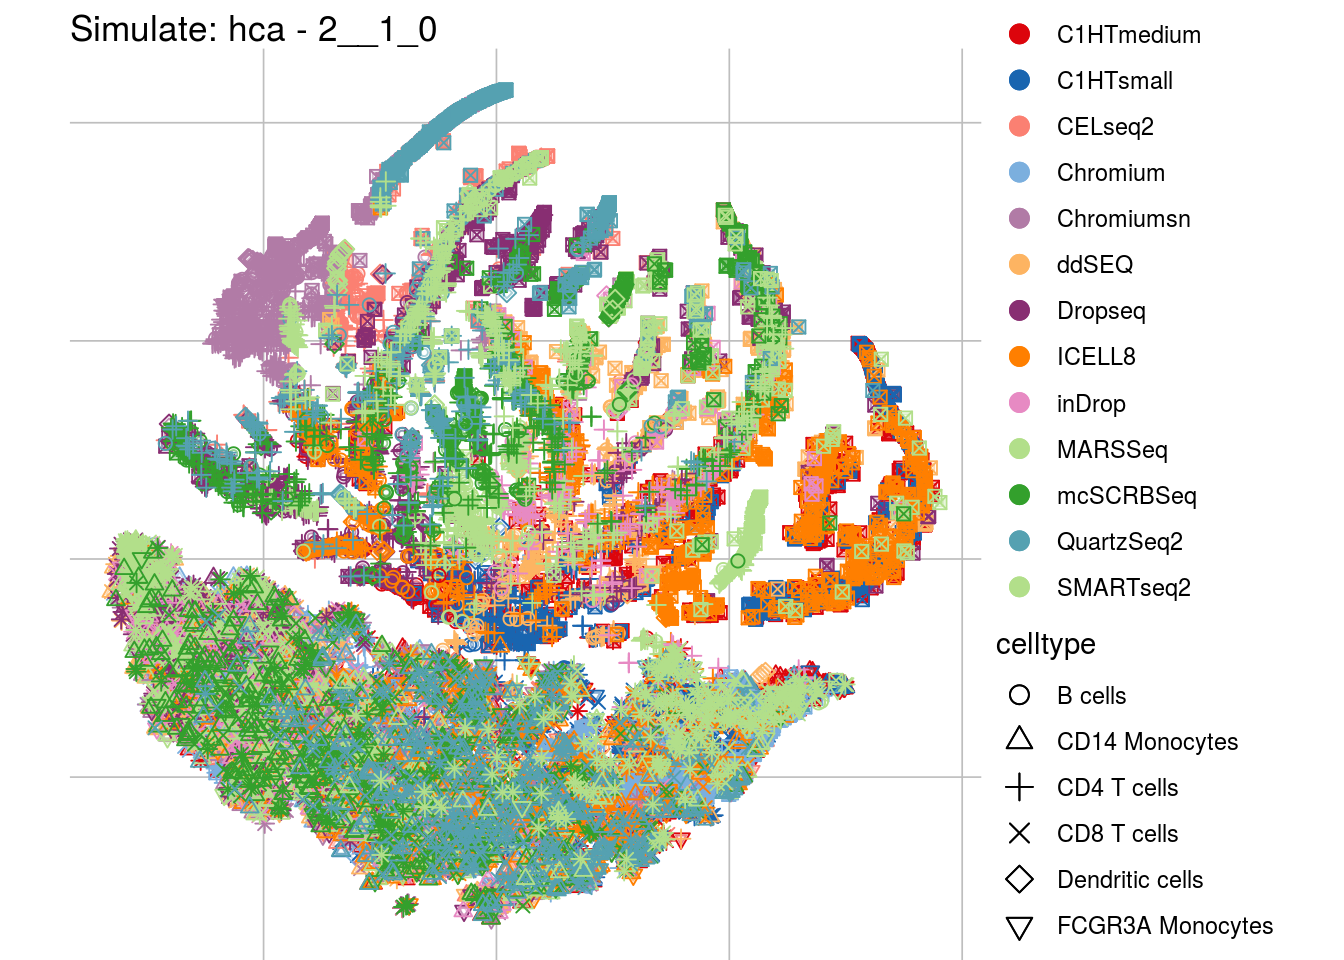 Simulate: hca - 2__1_0
C1HTmedium
C1HTsmall
CELseq2
Chromium
Chromiumsn
ddSEQ
Dropseq
ICELL8
inDrop
MARSSeq
mcSCRBSeq
QuartzSeq2
SMARTseq2
celltype
B cells
CD14 Monocytes
CD4 T cells
CD8 T cells
Dendritic cells
FCGR3A Monocytes